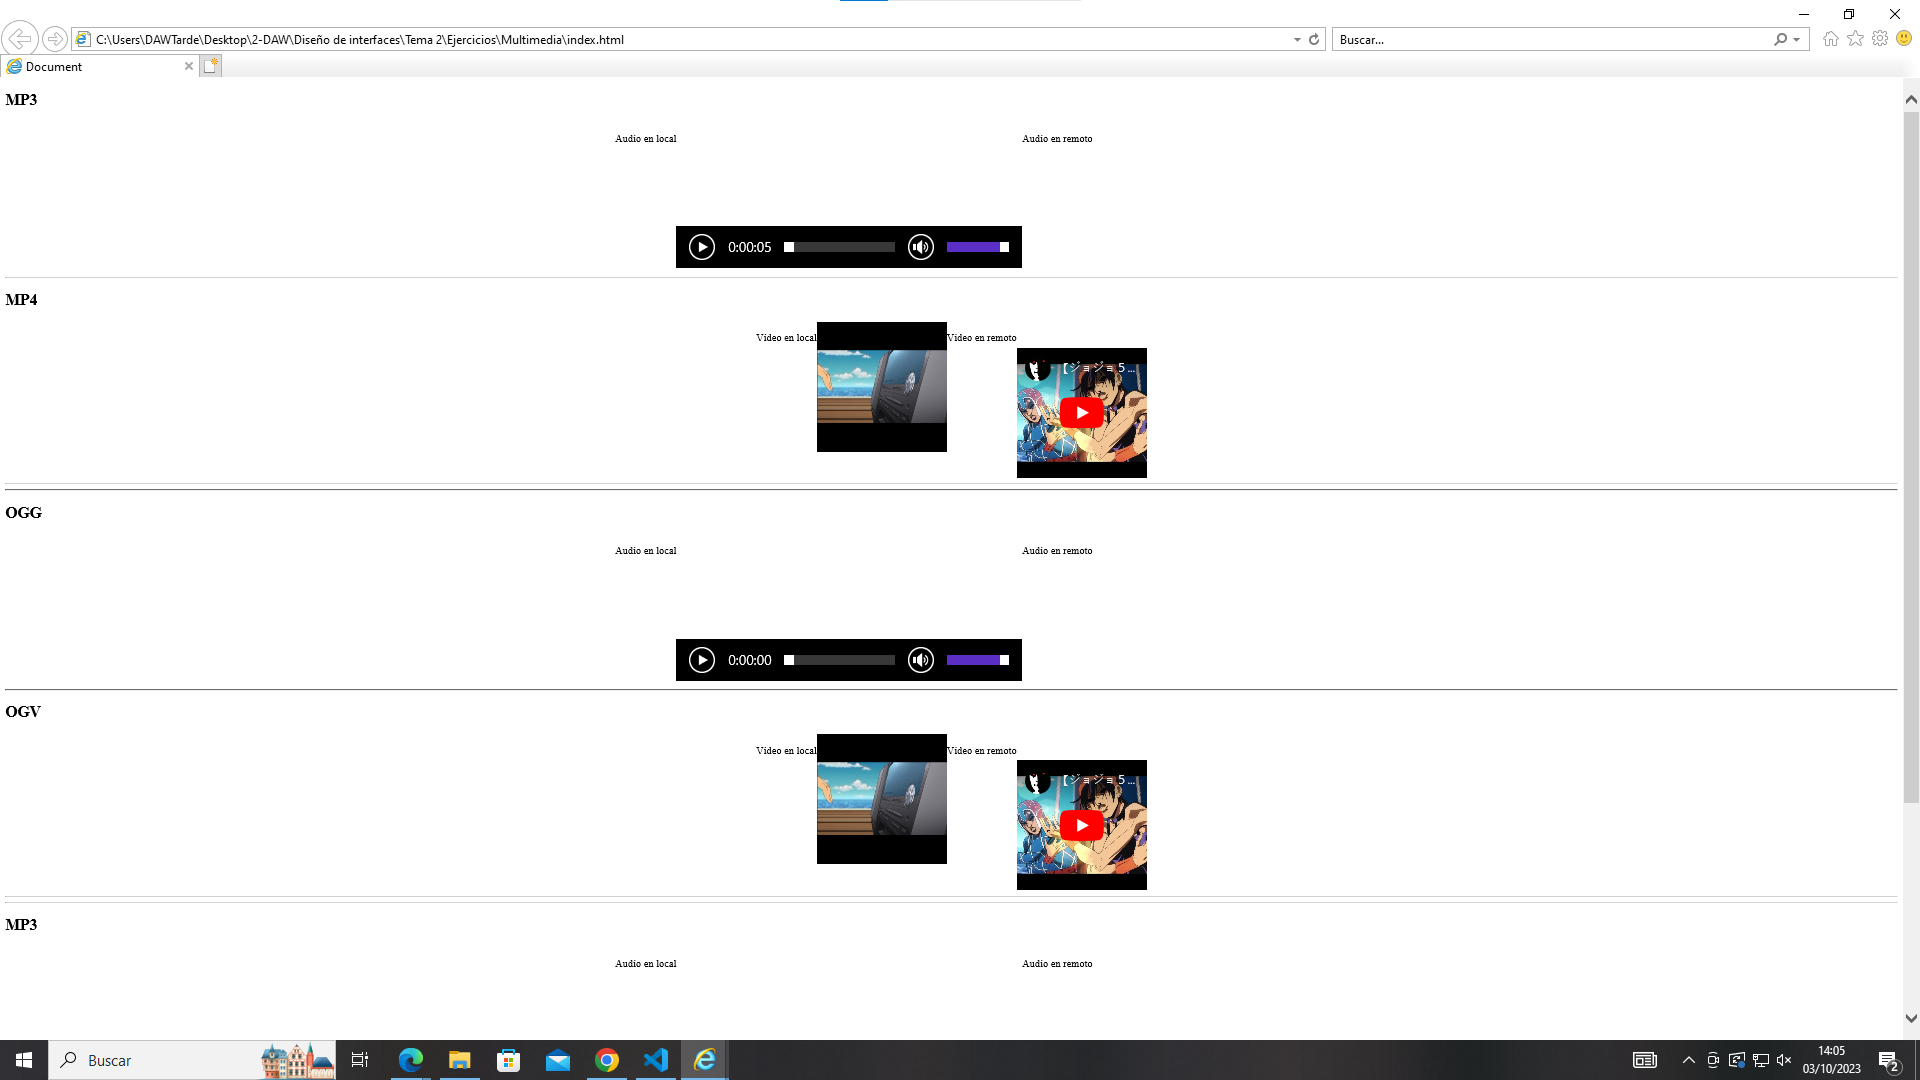 C:\Users\DAWTarde\Desktop\2-DAW\Diseño de interfaces\Tema 2\Ejercicios\Multimedia\index.html
Buscar...
Document
MP3
Audio en local
Audio en remoto
0:00:05
MP4
Video en local
Video en remoto
【ジョジョ５...
OGG
Audio en local
Audio en remoto
0:00:00
OGV
Video en local
Video en remoto
【ジョジョ５...
MP3
Audio en local
Audio en remoto
Buscar
14:05
03/10/2023
2